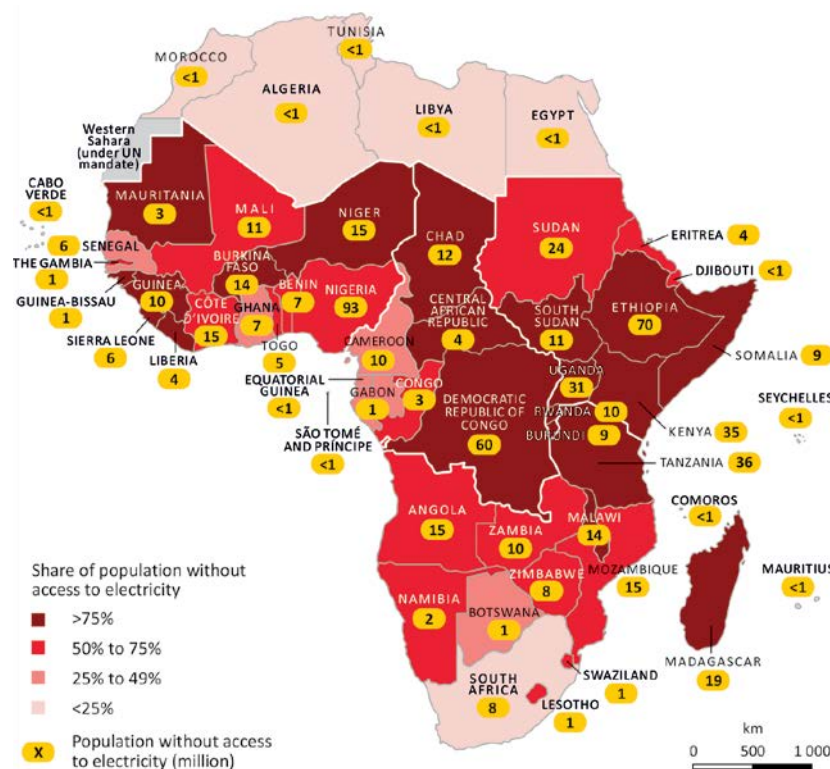 TUNISIA
<1
MOROCCO
<1
ALGERIA
<1
LIBYA
<1
EGYPT
<1
Western
Sahara
(under UN
mandate)
CABO
VERDE
<1
MAURITANIA
3
MALI
11
NIGER
15
CHAD
12
SUDAN
24
ERITREA 4
DJIBOUTI <1
6 SENEGAL
THE GAMBIA
1
GUINEA-BISSAU
1
GUINEA
10
SIERRA LEONE
6
LIBERIA
4
CÔTE
D'IVOIRE
15
BURKINA
FASO
14
GHANA
7
TOGO
5
BENIN
7
NIGERIA
93
CAMEROON
10
CENTRAL
AFRICAN
REPUBLIC
4
SOUTH
SUDAN
11
ETHIOPIA
70
SOMALIA 9
EQUATORIAL
GUINEA
<1
SÃO TOMÉ
AND PRÍNCIPE
<1
GABON
1
CONGO
3
DEMOCRATIC
REPUBLIC OF
CONGO
60
UGANDA
31
RWANDA 10
BURUNDI 9
KENYA 35
TANZANIA 36
SEYCHELLES
<1
COMOROS
<1
ANGOLA
15
ZAMBIA
10
MALAWI
14
MOZAMBIQUE
15
ZIMBABWE
8
NAMIBIA
2
BOTSWANA
1
SOUTH
AFRICA
8
SWAZILAND
1
LESOTHO
1
MADAGASCAR
19
MAURITIUS
<1
Share of population without
access to electricity
>75%
50% to 75%
25% to 49%
<25%
X Population without access
to electricity (million)
km
0 500 1 000